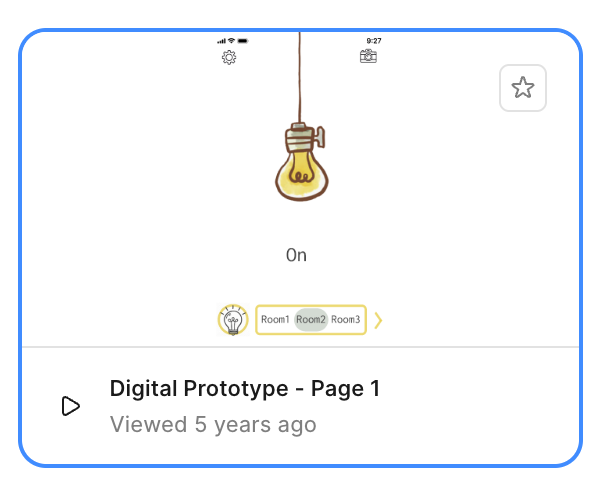 9:27
On
Room1 Room2 Room3
Digital Prototype - Page 1
Viewed 5 years ago